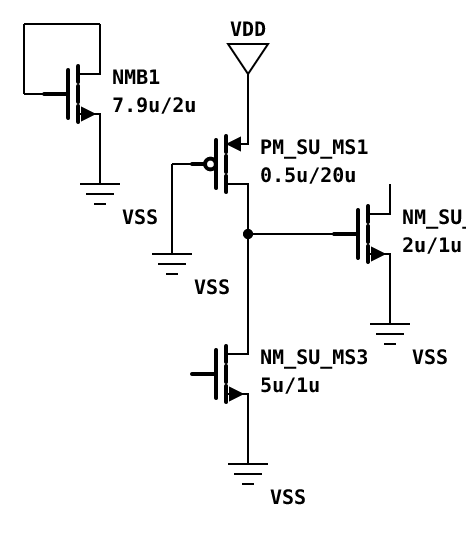 VDD
NMB1
7.9u/2u
PM_SU_MS1
0.5u/20u
VSS
NM_SU_
2u/1u
VSS
NM_SU_MS3
5u/1u
VSS
VSS